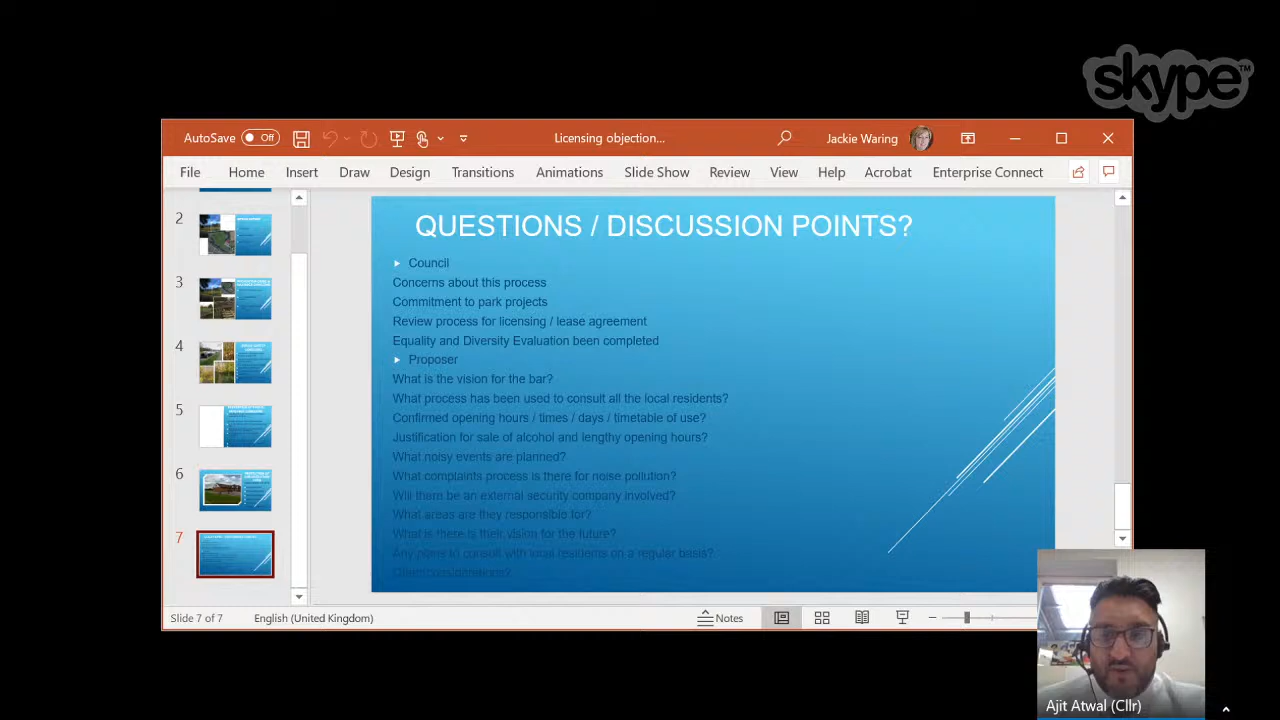 skype™
AutoSave Off Licensing objection... Jackie Waring
File Home Insert Draw Design Transitions Animations Slide Show Review View Help Acrobat Enterprise Connect
2
3
4
5
6
7
QUESTIONS / DISCUSSION POINTS?
Council
Concerns about this process
Commitment to park projects
Review process for licensing / lease agreement
Equality and Diversity Evaluation been completed
Proposer
What is the vision for the bar?
What process has been used to consult all the local residents?
Confirmed opening hours / times / days / timetable of use?
Justification for sale of alcohol and lengthy opening hours?
What noisy events are planned?
What complaints process is there for noise pollution?
Will there be an external security company involved?
What areas are they responsible for?
What is there is their vision for the future?
Any plans to consult with local residents on a regular basis?
Slide 7 of 7 English (United Kingdom) Notes
Ajit Atwal (Cllr)